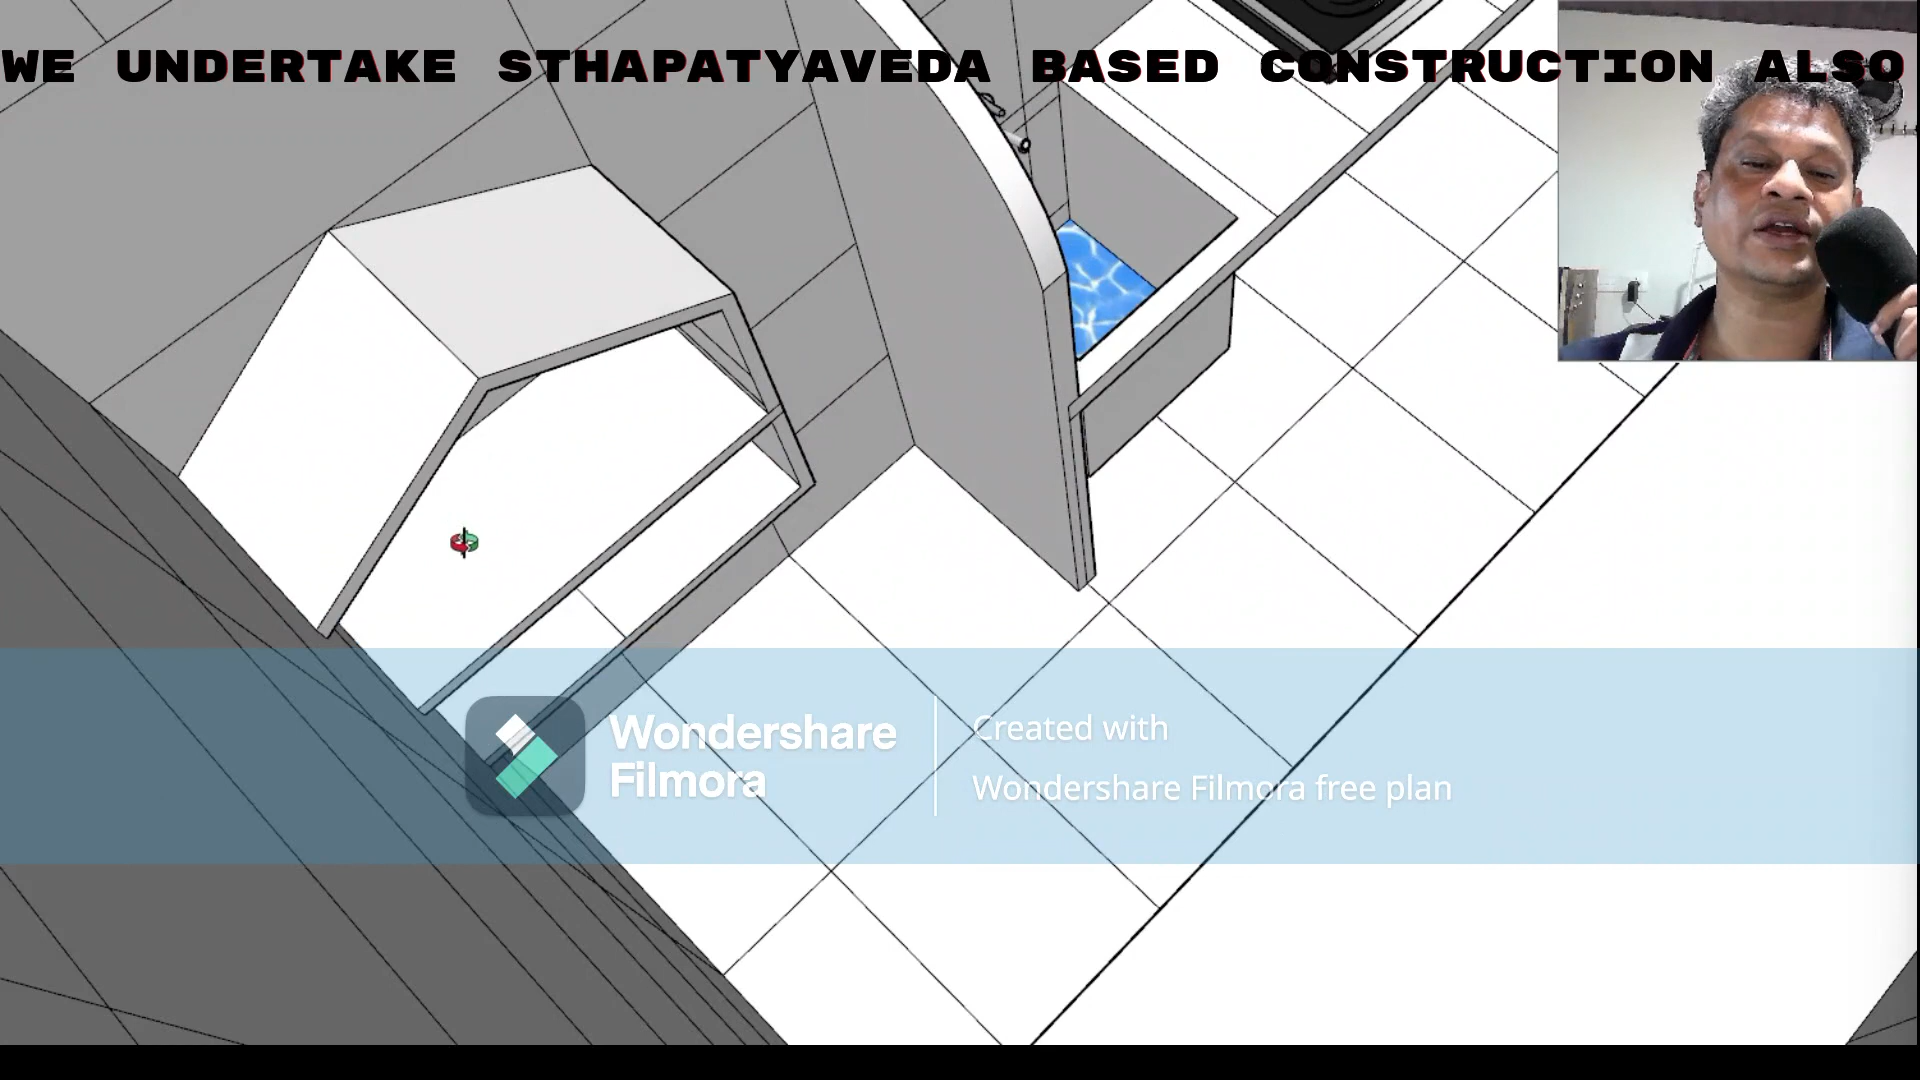 WE UNDERTAKE STHAPATYAVEDA BASED CONSTRUCTION ALSO
Wondershare
Filmora
Created with
Wondershare Filmora free plan